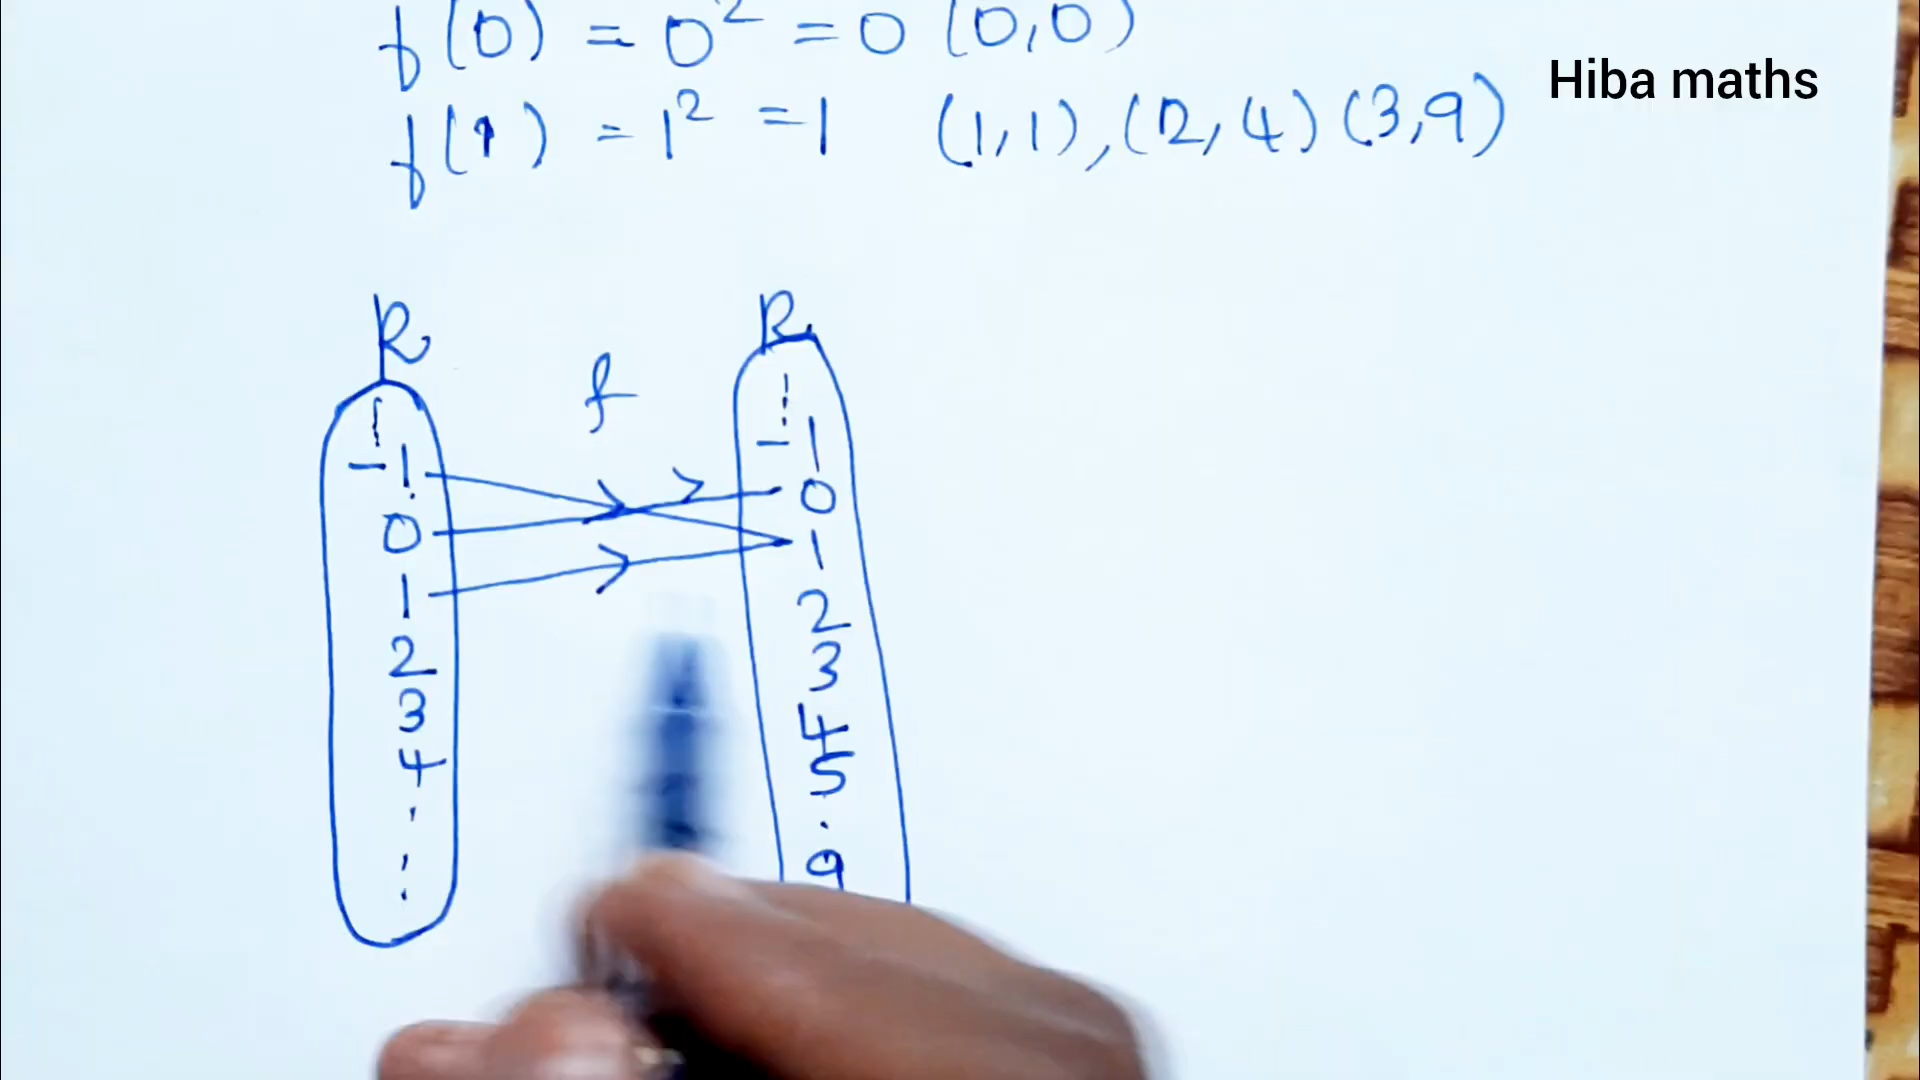 f(0) = 0² = 0 (0,0)
Hiba maths
f(1) = 1² = 1 (1,1), (2,4) (3,9)
R
R
f
-1
0
1
2
3
4
-1
0
1
2
3
4
5
9